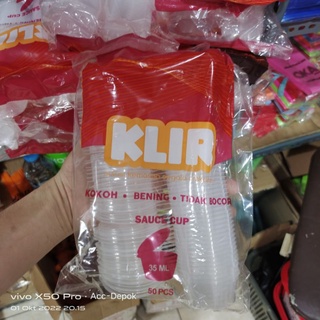 KLIR
KOKOH • BENING • TIDAK BOCOR
SAUCE CUP
35 ML
50 PCS
vivo X50 Pro · Acc-Depok
01 Okt 2022 20.15